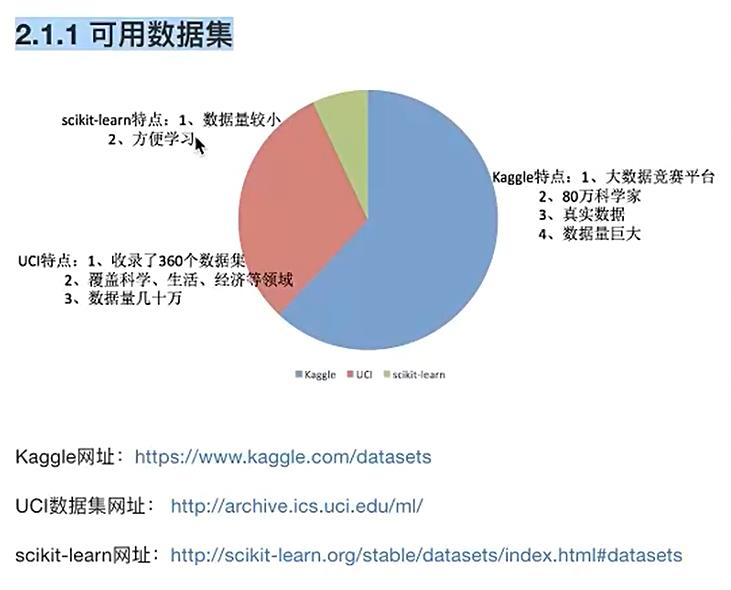 2.1.1 可用数据集
scikit-learn特点：1、数据量较小
2、方便学习
Kaggle特点：1、大数据竞赛平台
2、80万科学家
3、真实数据
4、数据量巨大
UCI特点：1、收录了360个数据集
2、覆盖科学、生活、经济等领域
3、数据量几十万
Kaggle UCI scikit-learn
Kaggle网址：https://www.kaggle.com/datasets
UCI数据集网址： http://archive.ics.uci.edu/ml/
scikit-learn网址：http://scikit-learn.org/stable/datasets/index.html#datasets